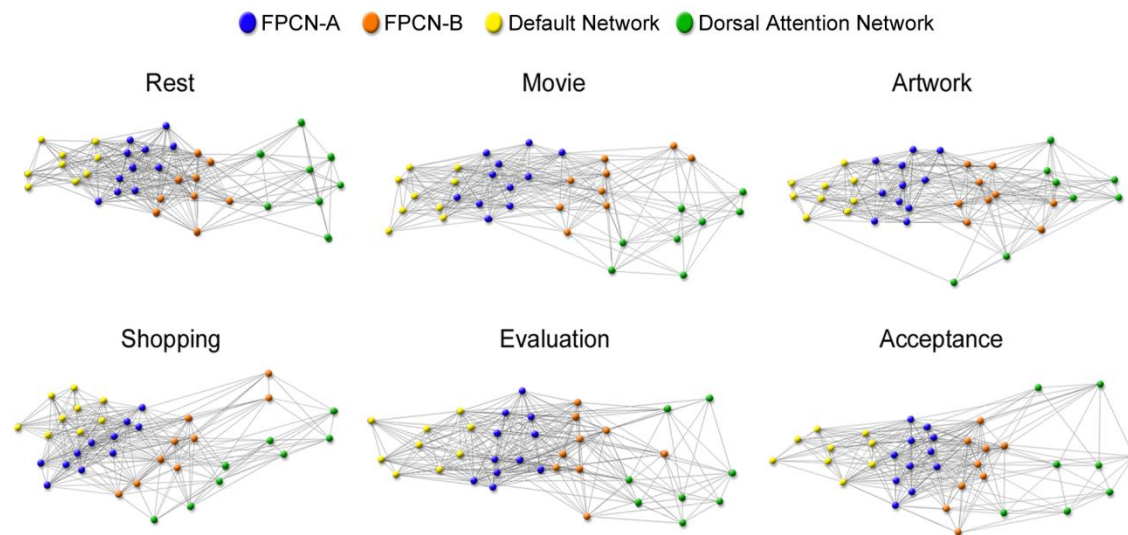 FPCN-A FPCN-B Default Network Dorsal Attention Network
Rest Movie Artwork
Shopping Evaluation Acceptance